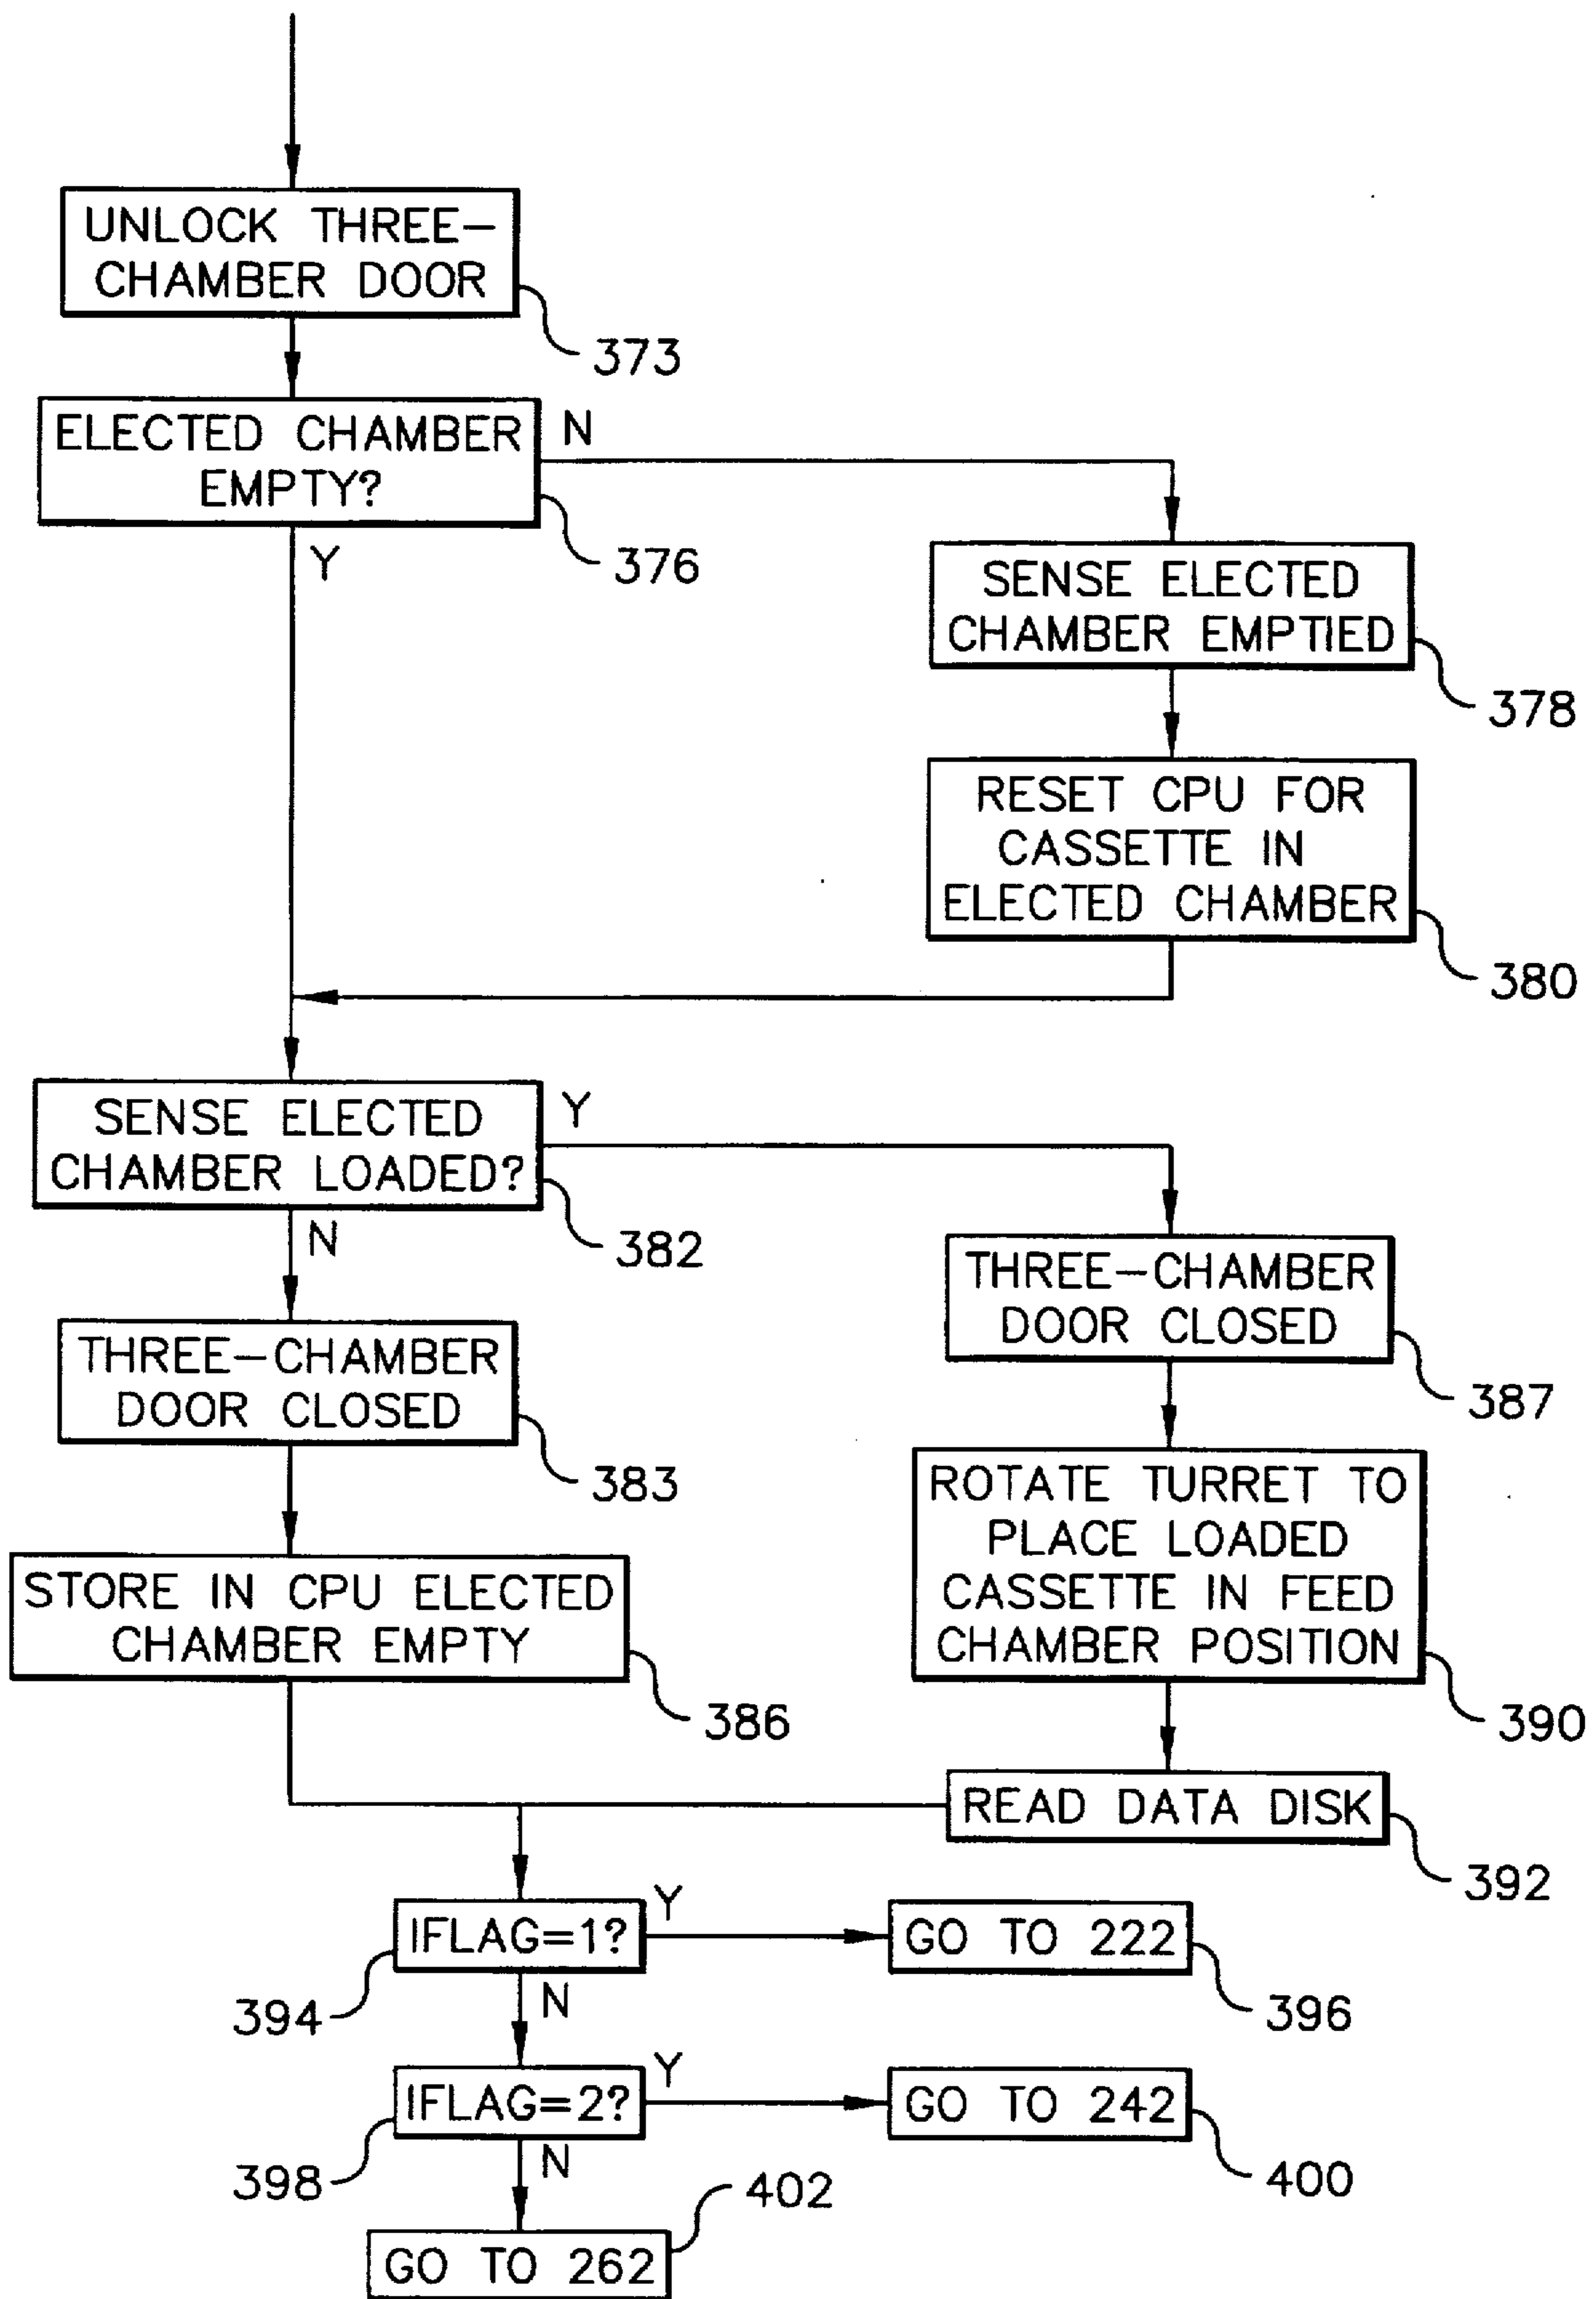 UNLOCK THREE-
CHAMBER DOOR
373
ELECTED CHAMBER
EMPTY?
N
Y
376
SENSE ELECTED
CHAMBER EMPTIED
378
RESET CPU FOR
CASSETTE IN
ELECTED CHAMBER
380
SENSE ELECTED
CHAMBER LOADED?
Y
N
382
THREE-CHAMBER
DOOR CLOSED
387
THREE-CHAMBER
DOOR CLOSED
383
ROTATE TURRET TO
PLACE LOADED
CASSETTE IN FEED
CHAMBER POSITION
390
STORE IN CPU ELECTED
CHAMBER EMPTY
386
READ DATA DISK
392
IFLAG=1?
Y
GO TO 222
394
N
396
IFLAG=2?
Y
GO TO 242
398
N
400
402
GO TO 262